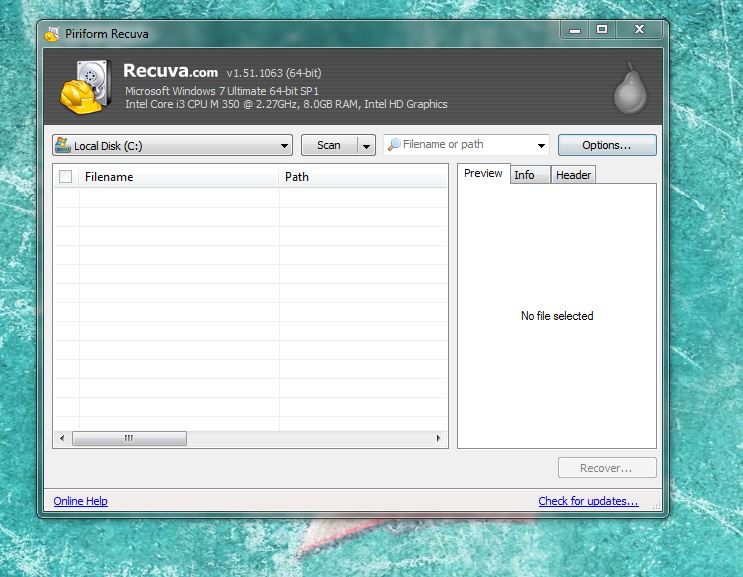 Piriform Recuva
Recuva.com v1.51.1063 (64-bit)
Microsoft Windows 7 Ultimate 64-bit SP1
Intel Core i3 CPU M 350 @ 2.27GHz, 8.0GB RAM, Intel HD Graphics
Local Disk (C:) Scan Filename or path Options...
Filename Path Preview Info Header
No file selected
Recover...
Online Help Check for updates...